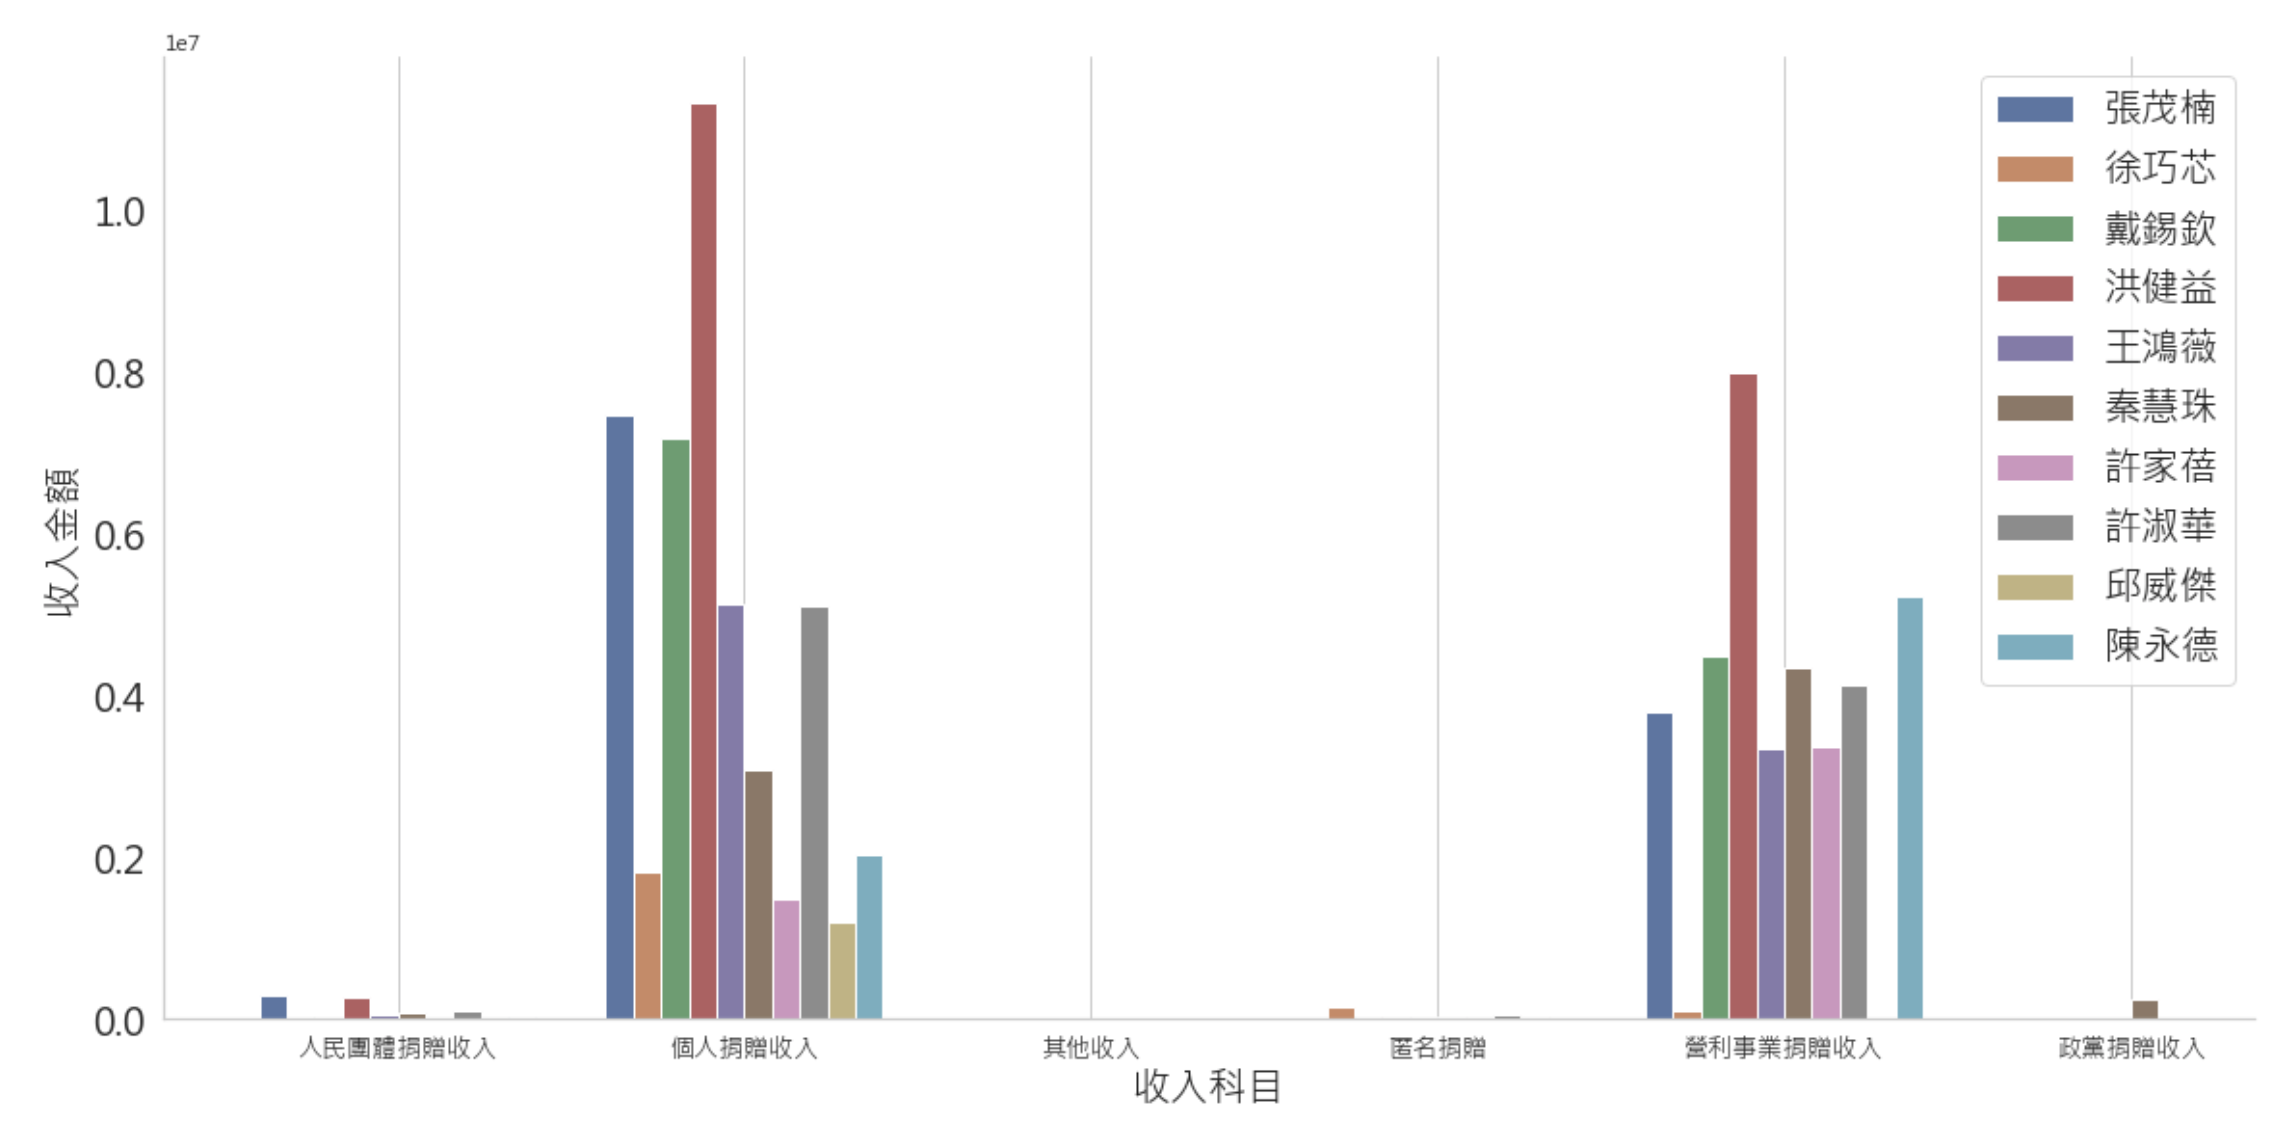 1e7
1.0
0.8
0.6
0.4
0.2
0.0
收入金額
人民團體捐贈收入
個人捐贈收入
其他收入
匿名捐贈
營利事業捐贈收入
政黨捐贈收入
收入科目
張茂楠
徐巧芯
戴錫欽
洪健益
王鴻薇
秦慧珠
許家蓓
許淑華
邱威傑
陳永德